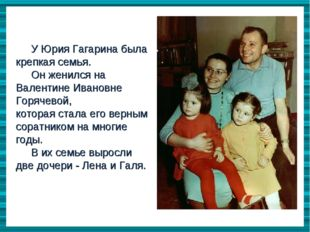 У Юрия Гагарина была
крепкая семья.
Он женился на
Валентине Ивановне
Горячевой,
которая стала его верным
соратником на многие
годы.
В их семье выросли
две дочери - Лена и Галя.